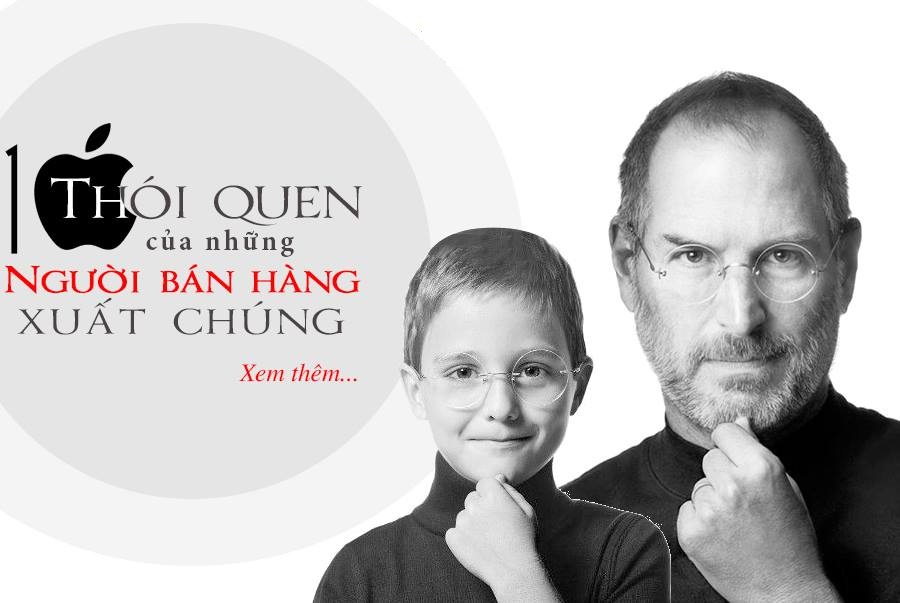 10 THÓI QUEN
của những
NGƯỜI BÁN HÀNG
XUẤT CHÚNG
Xem thêm...